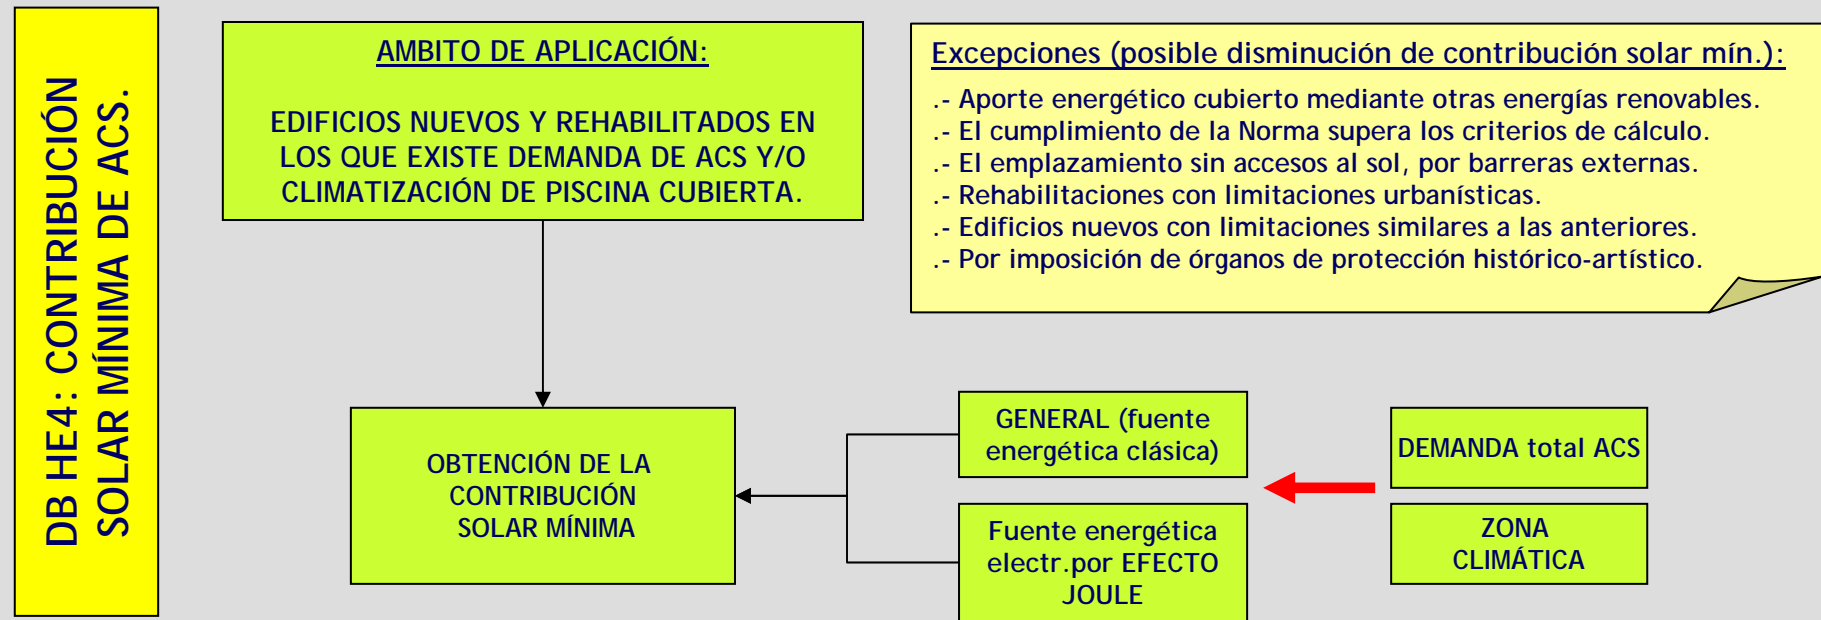 DB HE4: CONTRIBUCIÓN
SOLAR MÍNIMA DE ACS.
AMBITO DE APLICACIÓN:
EDIFICIOS NUEVOS Y REHABILITADOS EN
LOS QUE EXISTE DEMANDA DE ACS Y/O
CLIMATIZACIÓN DE PISCINA CUBIERTA.
Excepciones (posible disminución de contribución solar mín.):
.- Aporte energético cubierto mediante otras energías renovables.
.- El cumplimiento de la Norma supera los criterios de cálculo.
.- El emplazamiento sin accesos al sol, por barreras externas.
.- Rehabilitaciones con limitaciones urbanísticas.
.- Edificios nuevos con limitaciones similares a las anteriores.
.- Por imposición de órganos de protección histórico-artístico.
OBTENCIÓN DE LA
CONTRIBUCIÓN
SOLAR MÍNIMA
GENERAL (fuente
energética clásica)
Fuente energética
electr.por EFECTO
JOULE
DEMANDA total ACS
ZONA
CLIMÁTICA